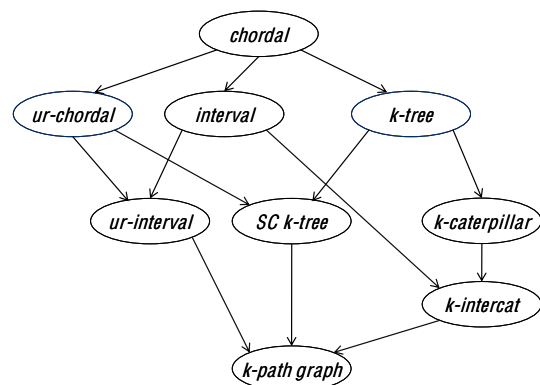 chordal
ur-chordal
interval
k-tree
ur-interval
SC k-tree
k-caterpillar
k-intercat
k-path graph